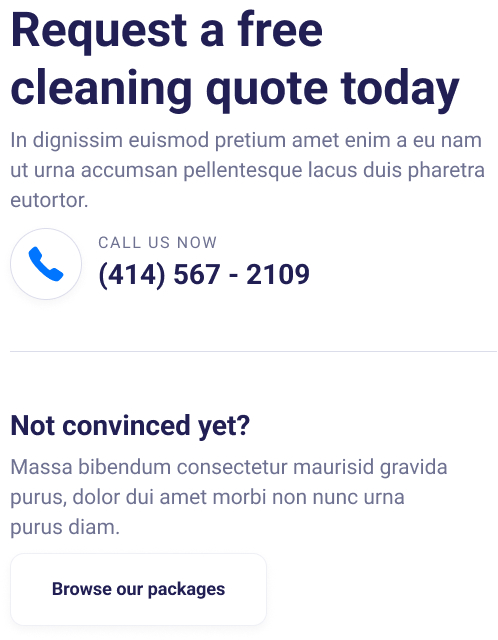 Request a free
cleaning quote today
In dignissim euismod pretium amet enim a eu nam
ut urna accumsan pellentesque lacus duis pharetra
eutortor.
CALL US NOW
(414) 567 - 2109
Not convinced yet?
Massa bibendum consectetur maurisid gravida
purus, dolor dui amet morbi non nunc urna
purus diam.
Browse our packages